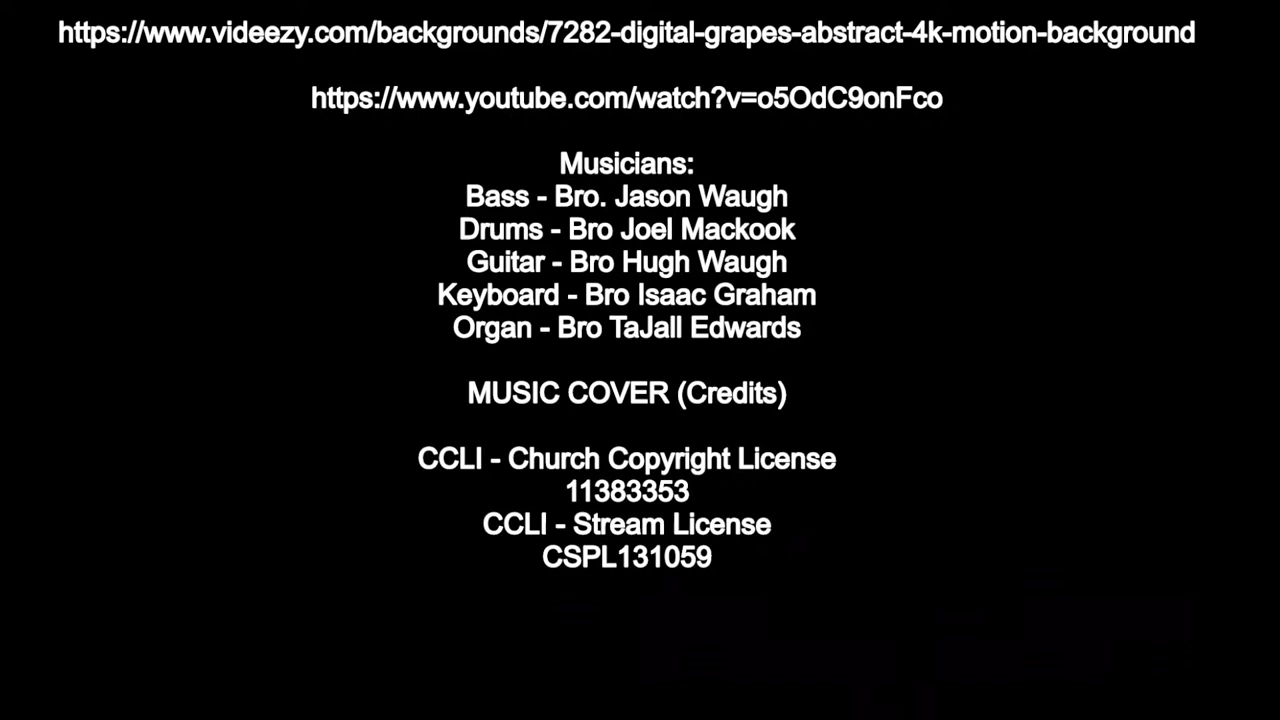 https://www.videezy.com/backgrounds/7282-digital-grapes-abstract-4k-motion-background
https://www.youtube.com/watch?v=o5OdC9onFco
Musicians:
Bass - Bro. Jason Waugh
Drums - Bro Joel Mackook
Guitar - Bro Hugh Waugh
Keyboard - Bro Isaac Graham
Organ - Bro TaJall Edwards
MUSIC COVER (Credits)
CCLI - Church Copyright License
11383353
CCLI - Stream License
CSPL131059